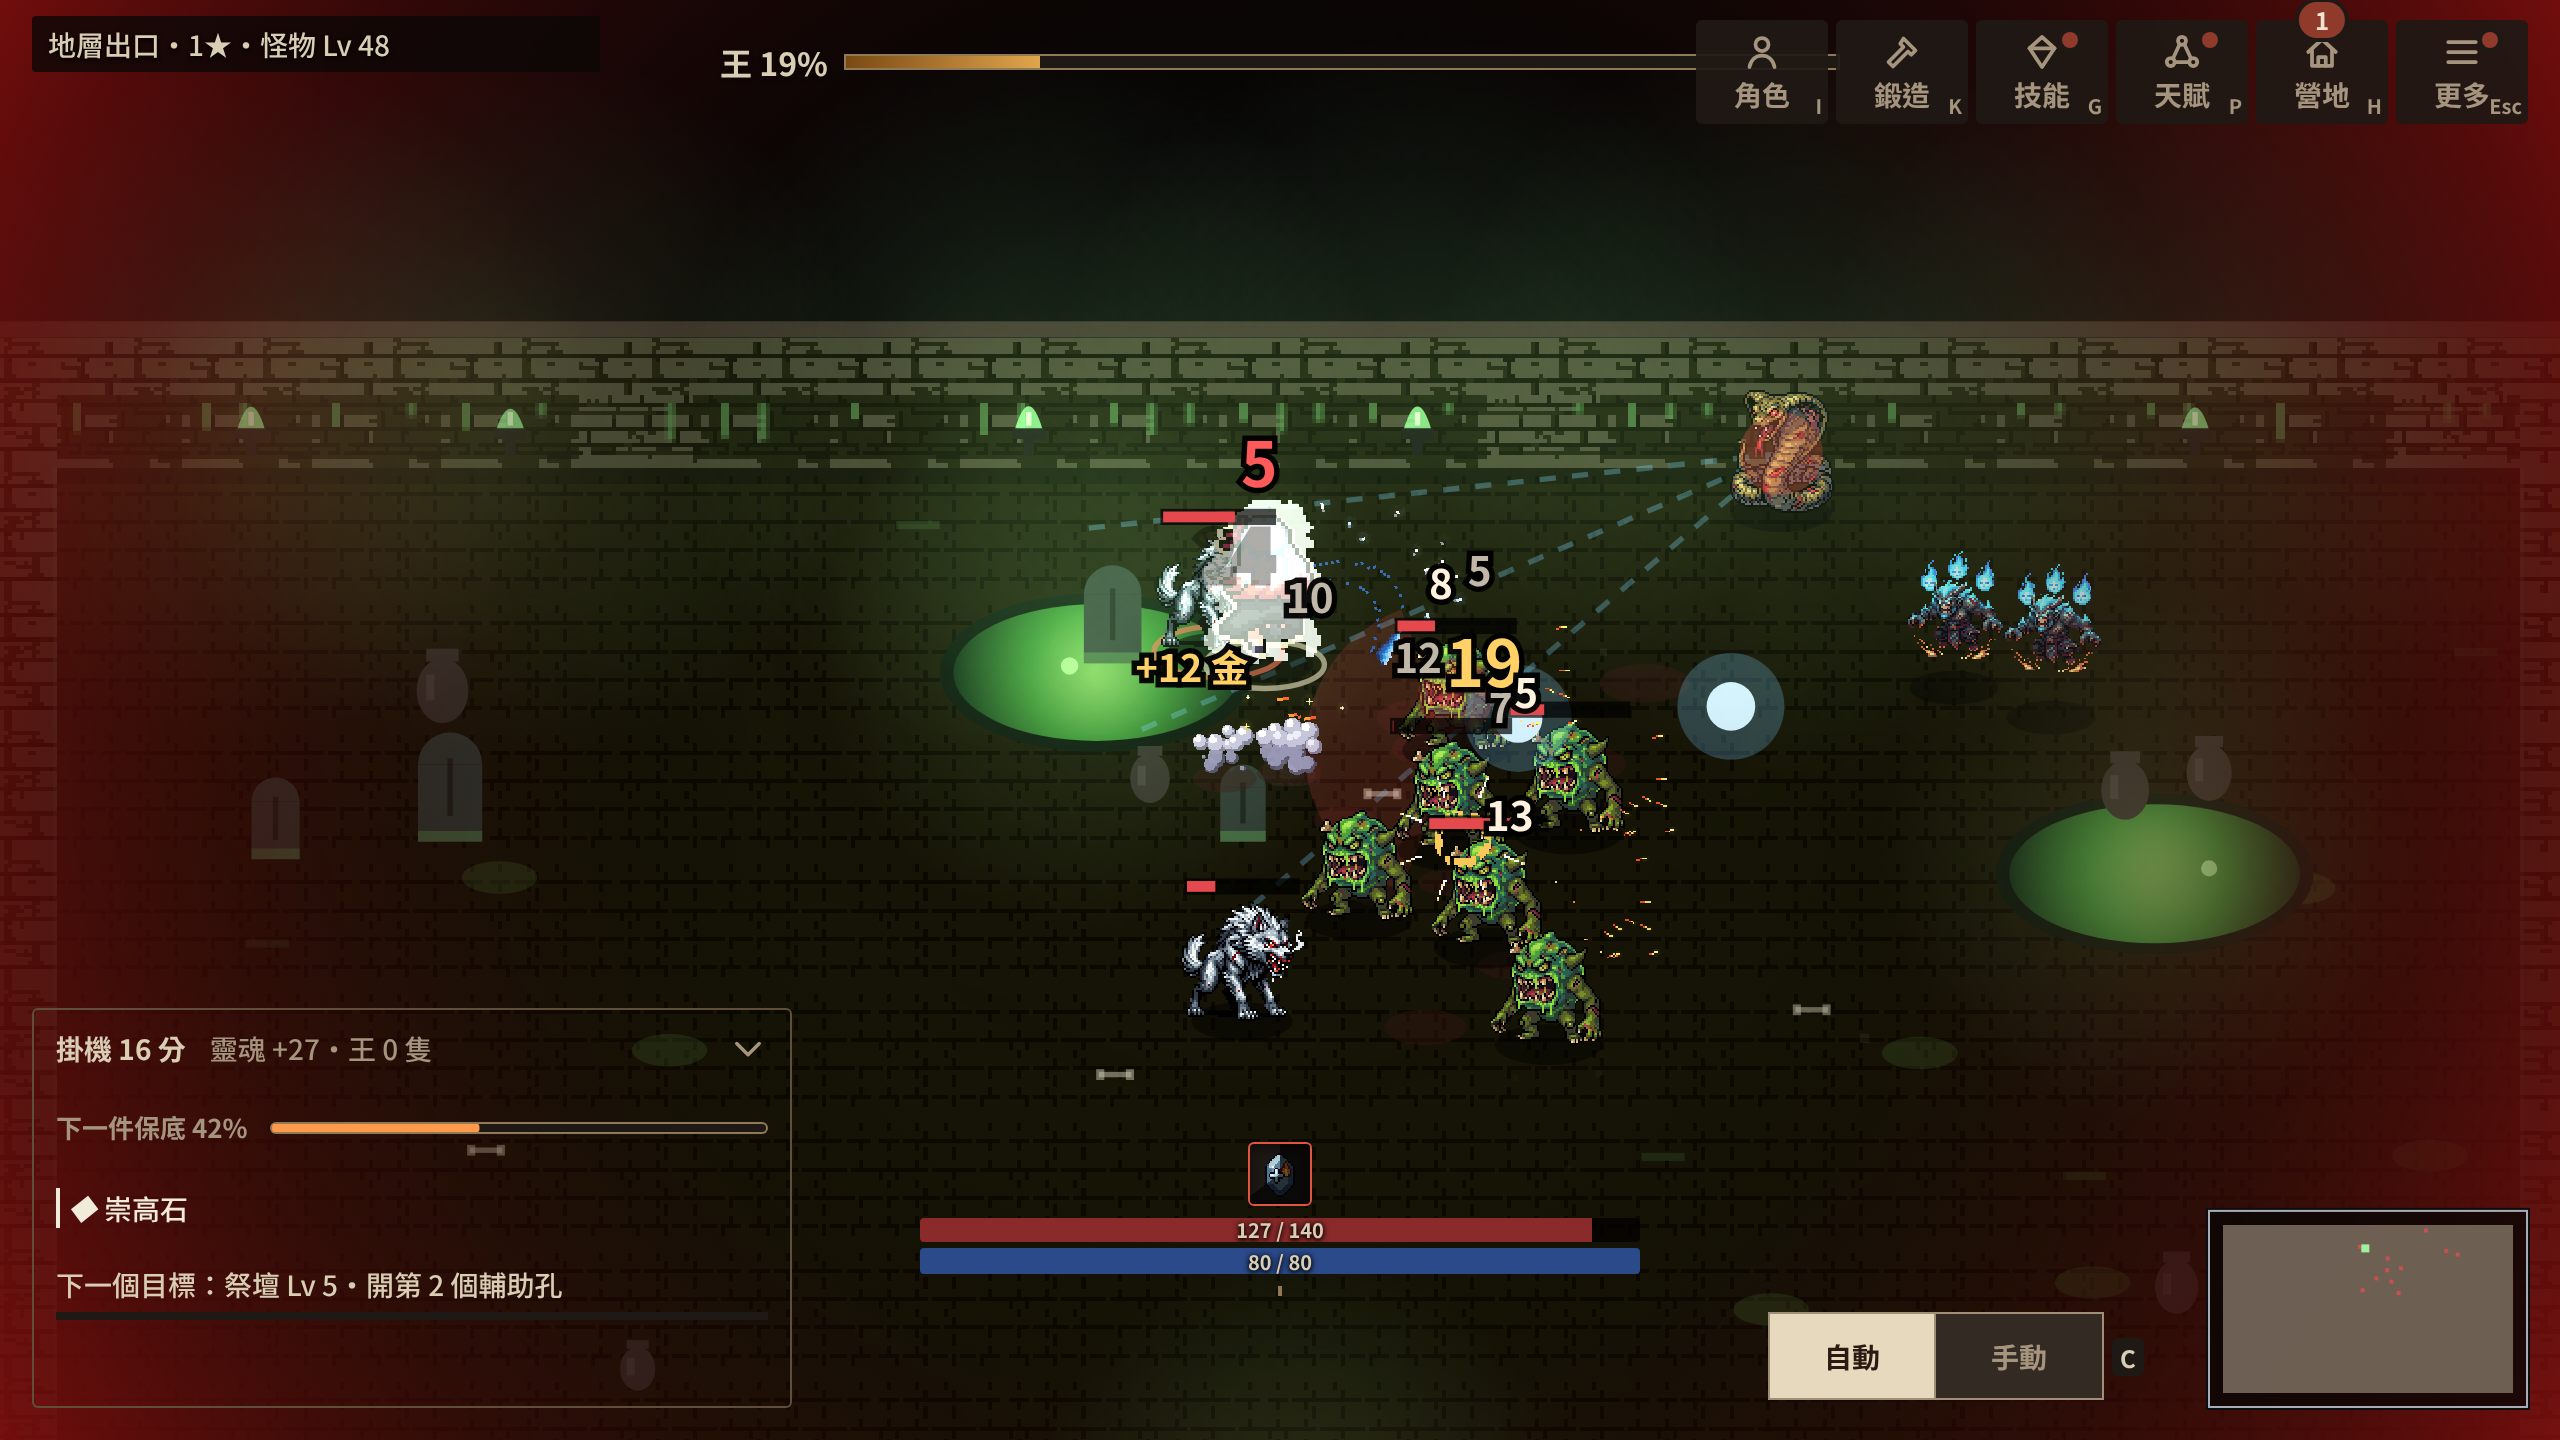 地層出口・1★・怪物 Lv 48
王 19%
角色 I
鍛造 K
技能 G
天賦 P
1
營地 H
更多 Esc
5
10
8
5
+12 金
12
19
7
5
13
掛機 16 分 靈魂 +27・王 0 隻
下一件保底 42%
◆ 崇高石
下一個目標：祭壇 Lv 5・開第 2 個輔助孔
127 / 140
80 / 80
自動
手動
C